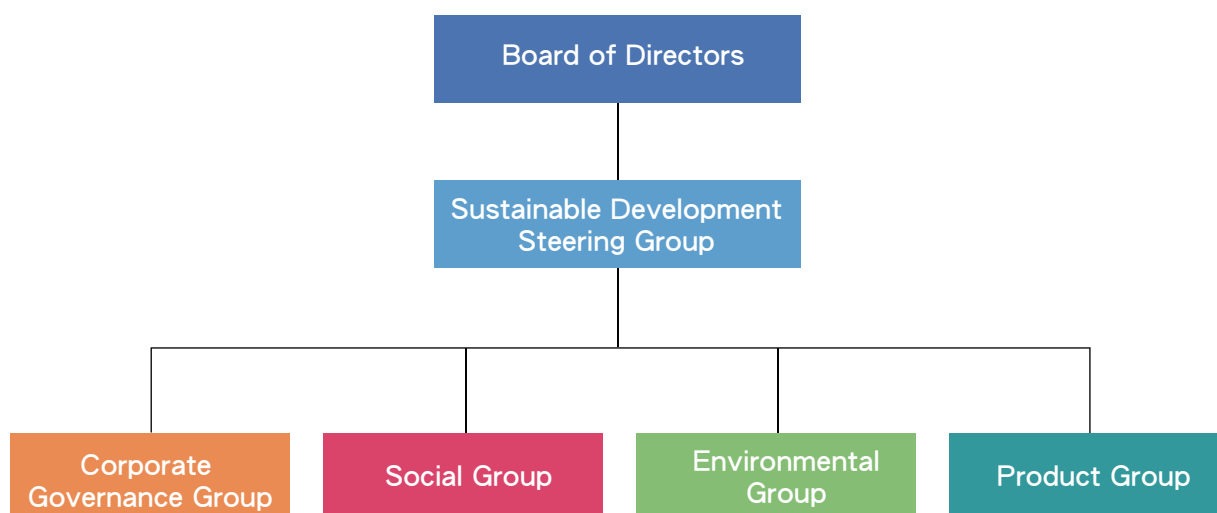 Board of Directors
Sustainable Development
Steering Group
Corporate
Governance Group
Social Group
Environmental
Group
Product Group